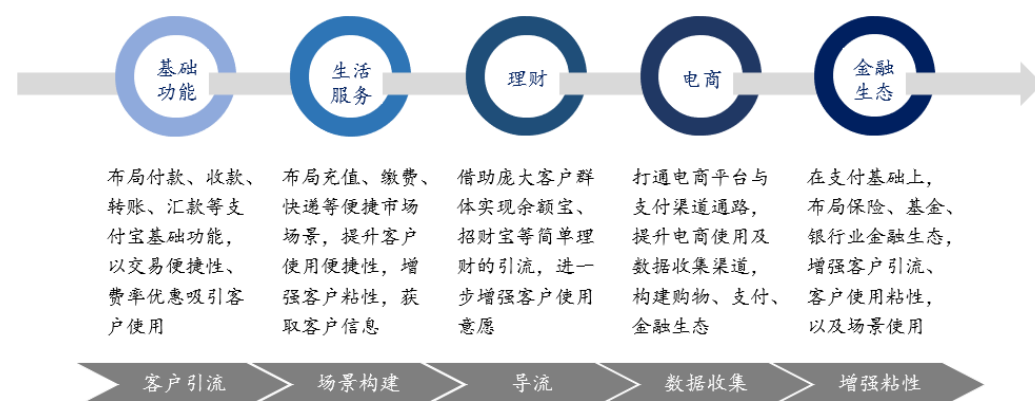 基础
功能
生活
服务
理财
电商
金融
生态
布局付款、收款、
转账、汇款等支
付宝基础功能，
以交易便捷性、
费率优惠吸引客
户使用
布局充值、缴费、
快递等便捷市场
场景，提升客户
使用便捷性，增
强客户粘性，获
取客户信息
借助庞大客户群
体实现余额宝、
招财宝等简单理
财的引流，进一
步增强客户使用
意愿
打通电商平台与
支付渠道通路，
提升电商使用及
数据收集渠道，
构建购物、支付、
金融生态
在支付基础上，
布局保险、基金、
银行业金融生态，
增强客户引流、
客户使用粘性，
以及场景使用
客户引流
场景构建
导流
数据收集
增强粘性